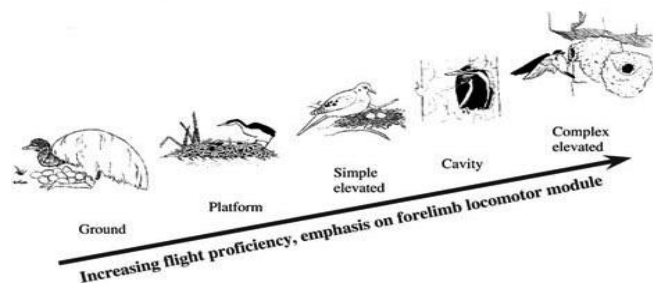 Ground
Platform
Simple
elevated
Cavity
Complex
elevated
Increasing flight proficiency, emphasis on forelimb locomotor module